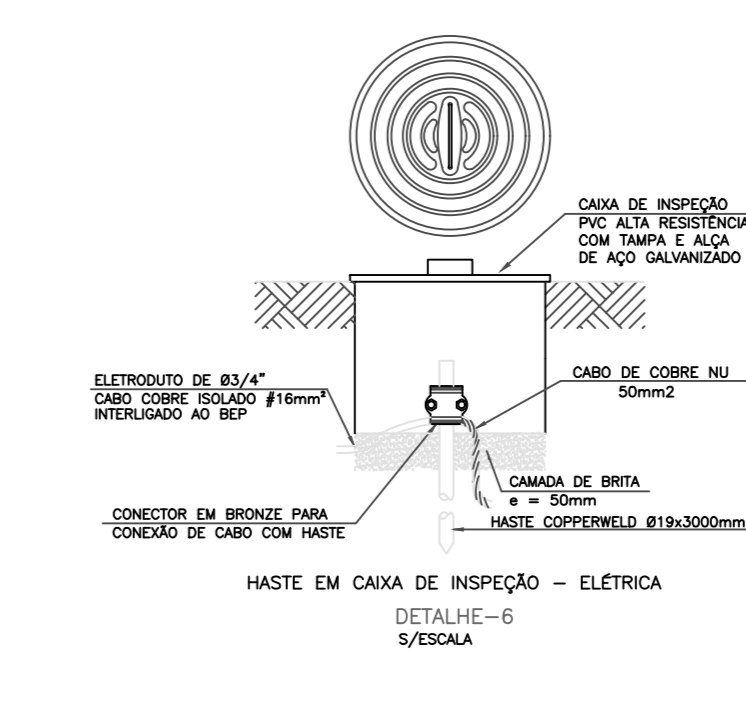 CAIXA DE INSPEÇÃO
PVC ALTA RESISTÊNCIA
COM TAMPA E ALÇA
DE AÇO GALVANIZADO
ELETRODUTO DE Ø3/4"
CABO COBRE ISOLADO #16mm²
INTERLIGADO AO BEP
CABO DE COBRE NU
50mm2
CAMADA DE BRITA
e = 50mm
CONECTOR EM BRONZE PARA
CONEXÃO DE CABO COM HASTE
HASTE COPPERWELD Ø19x3000mm
HASTE EM CAIXA DE INSPEÇÃO – ELÉTRICA
DETALHE-6
S/ESCALA